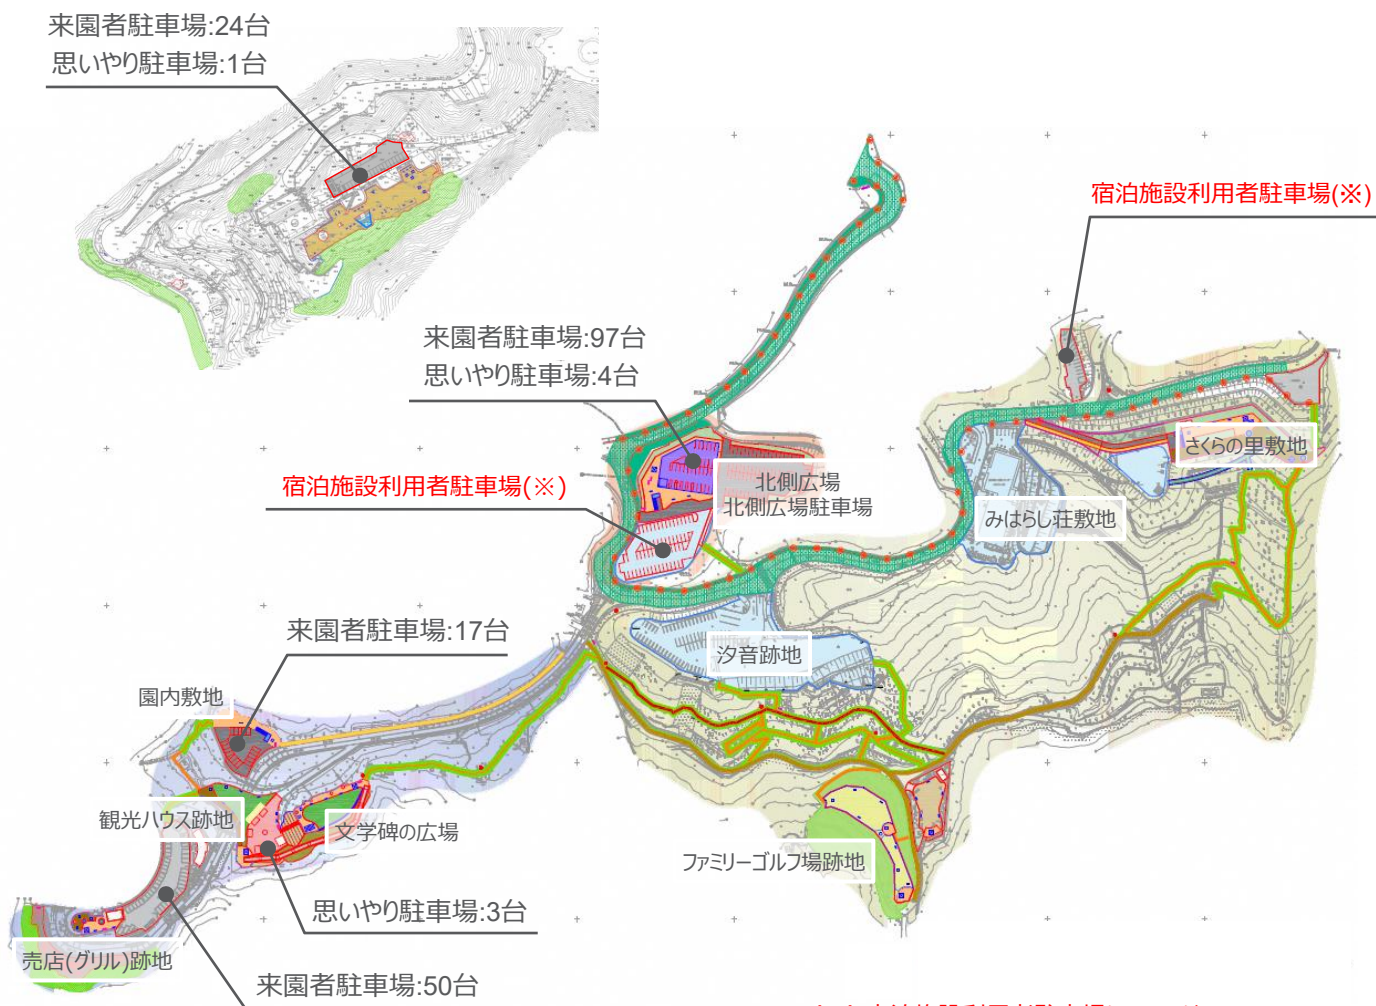 来園者駐車場:24台
思いやり駐車場:1台
宿泊施設利用者駐車場(※)
来園者駐車場:97台
思いやり駐車場:4台
さくらの里敷地
宿泊施設利用者駐車場(※)
北側広場
北側広場駐車場
みはらし荘敷地
来園者駐車場:17台
汐音跡地
園内敷地
観光ハウス跡地
文学碑の広場
ファミリーゴルフ場跡地
思いやり駐車場:3台
売店(グリル)跡地
来園者駐車場:50台